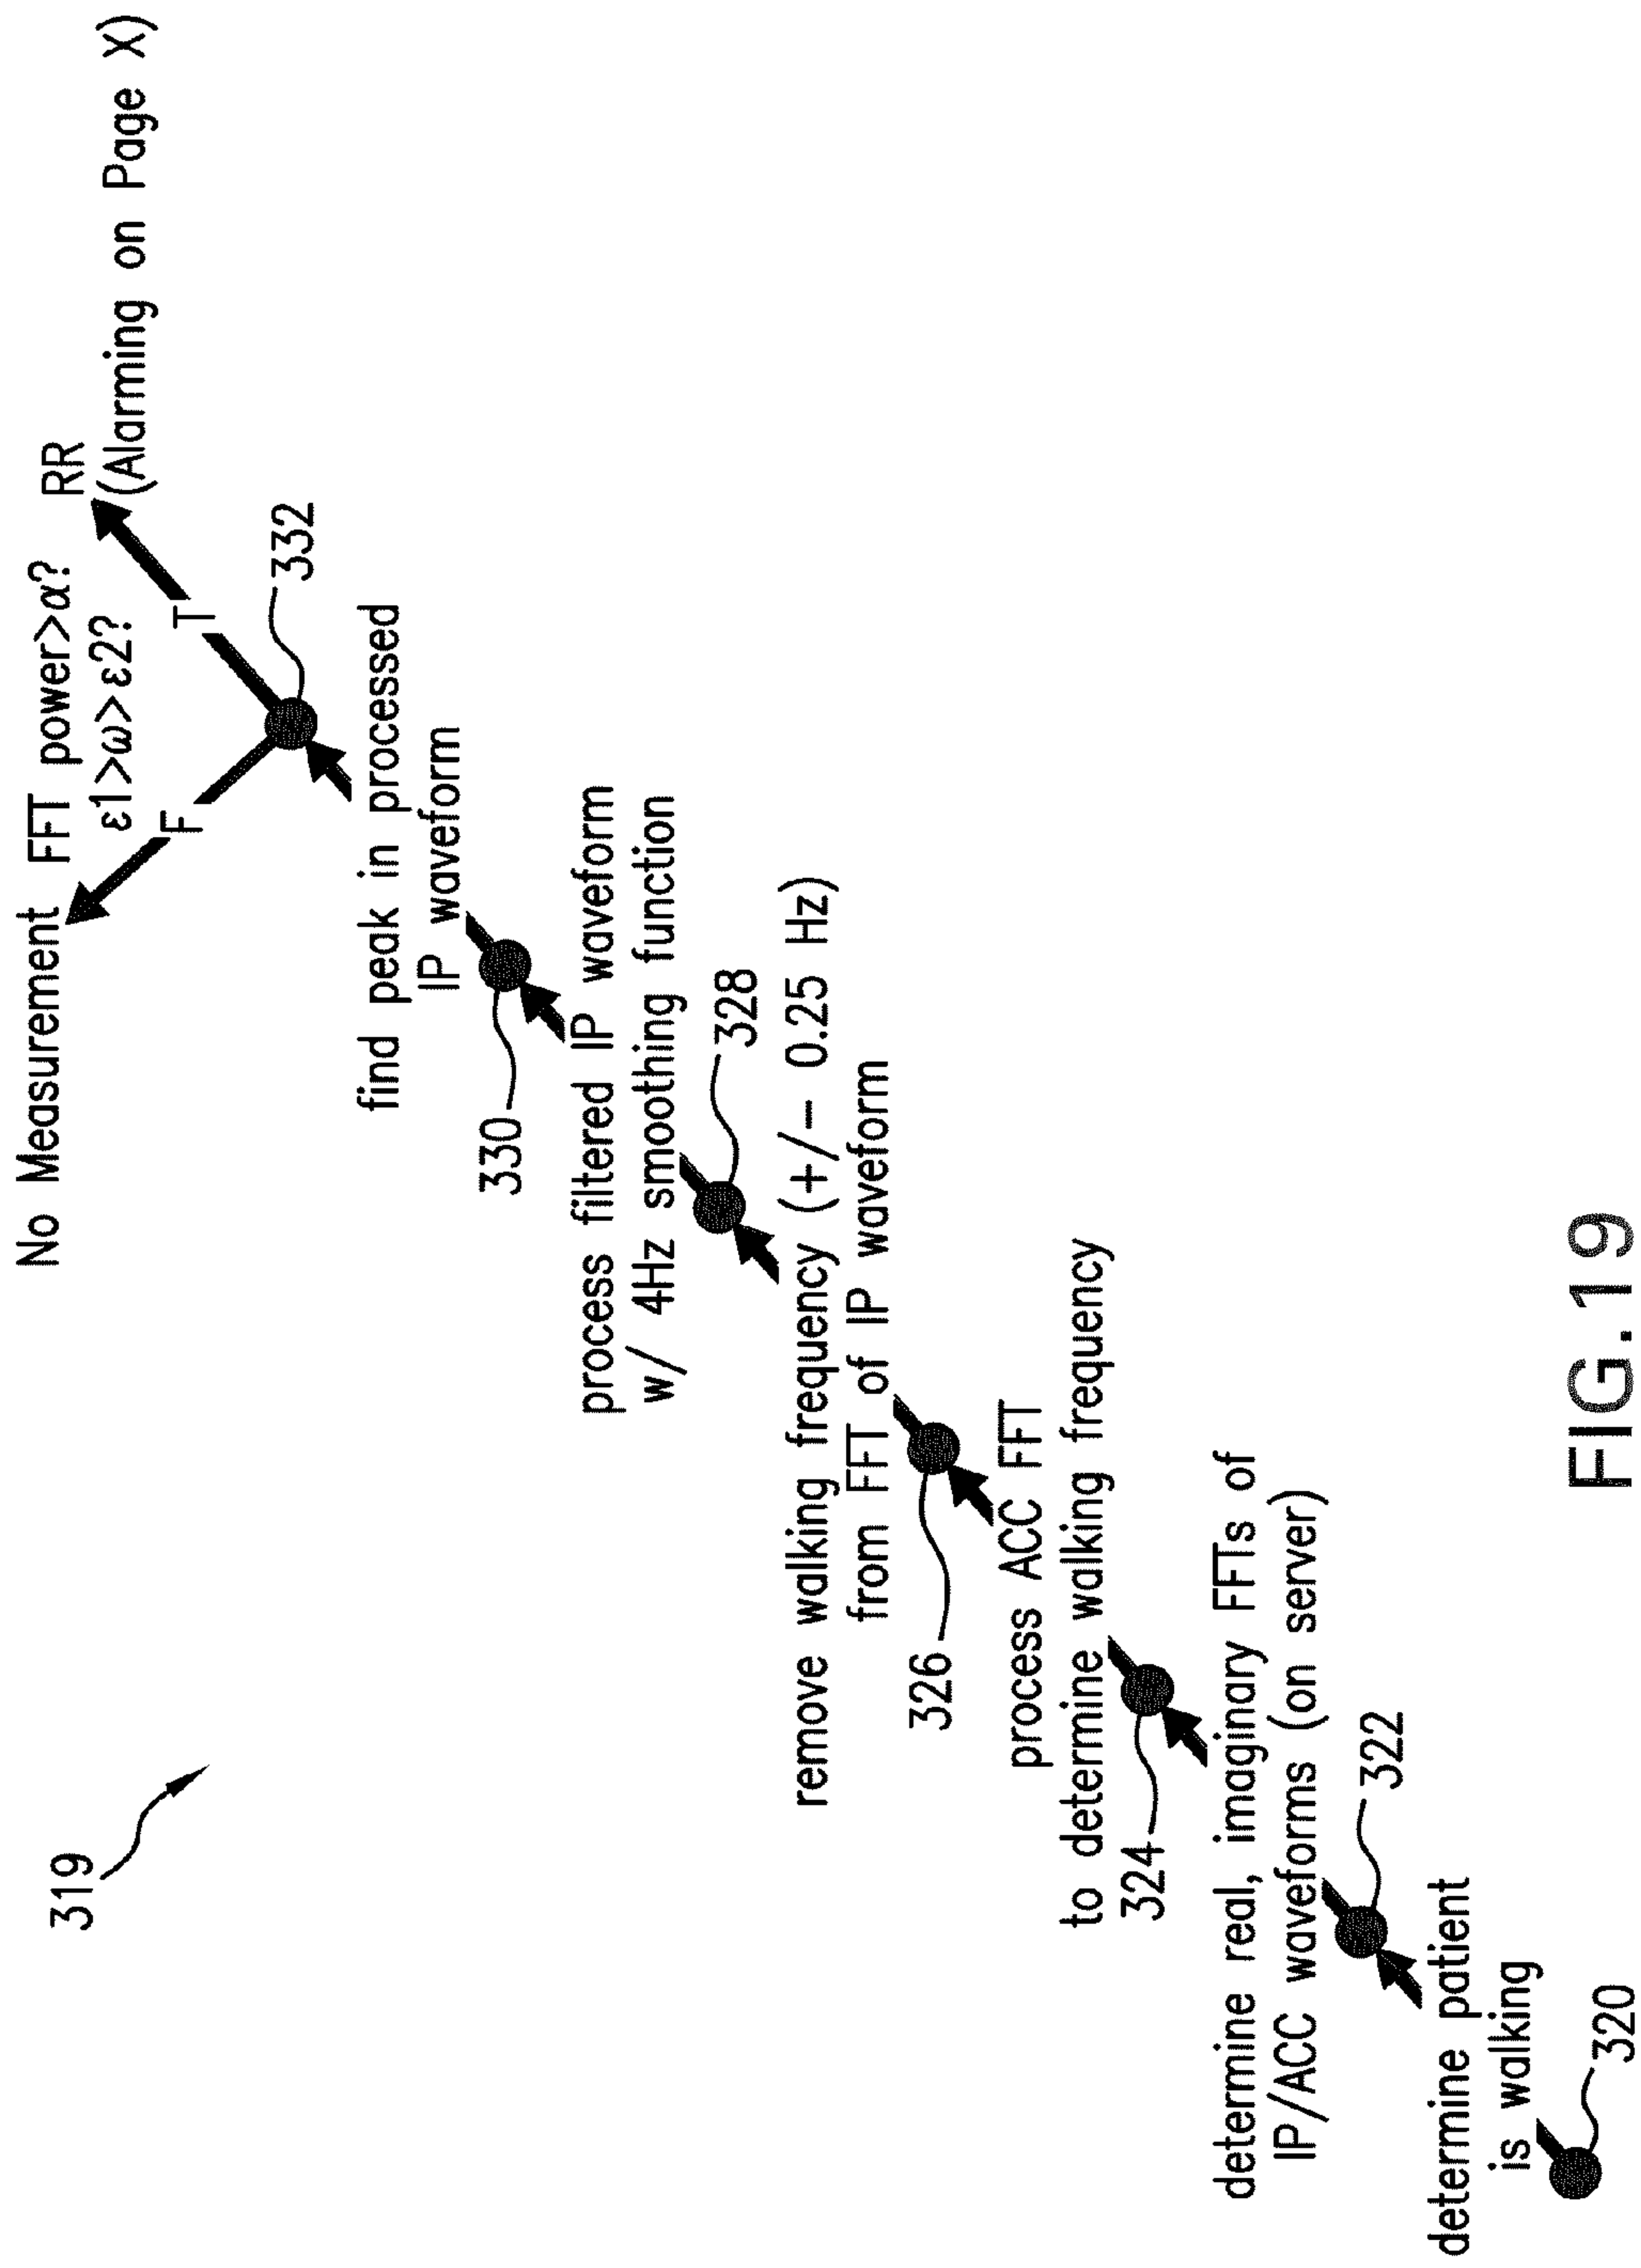 319
No Measurement
FFT power>α?
ε1>ω>ε2?
RR
(Alarming on Page X)
F
T
332
find peak in processed
IP waveform
330
process filtered IP waveform
w/ 4Hz smoothing function
328
remove walking frequency (+/- 0.25 Hz)
from FFT of IP waveform
326
process ACC FFT
to determine walking frequency
324
determine real, imaginary FFTs of
IP/ACC waveforms (on server)
322
determine patient
is walking
320
FIG.19